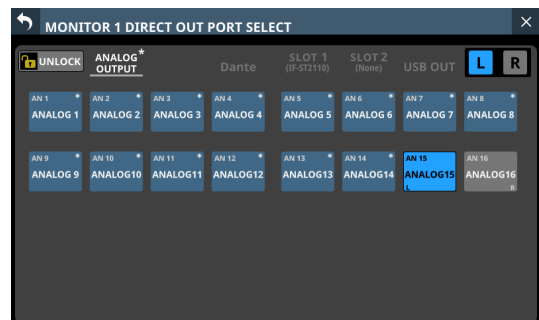 MONITOR 1 DIRECT OUT PORT SELECT
UNLOCK
ANALOG*
OUTPUT
Dante
SLOT 1
(IF-ST2110)
SLOT 2
(None)
USB OUT
L
R
AN 1 * AN 2 * AN 3 * AN 4 * AN 5 * AN 6 * AN 7 * AN 8 *
ANALOG 1 ANALOG 2 ANALOG 3 ANALOG 4 ANALOG 5 ANALOG 6 ANALOG 7 ANALOG 8
AN 9 * AN 10 * AN 11 * AN 12 * AN 13 * AN 14 * AN 15 AN 16
ANALOG 9 ANALOG10 ANALOG11 ANALOG12 ANALOG13 ANALOG14 ANALOG15 ANALOG16
L R